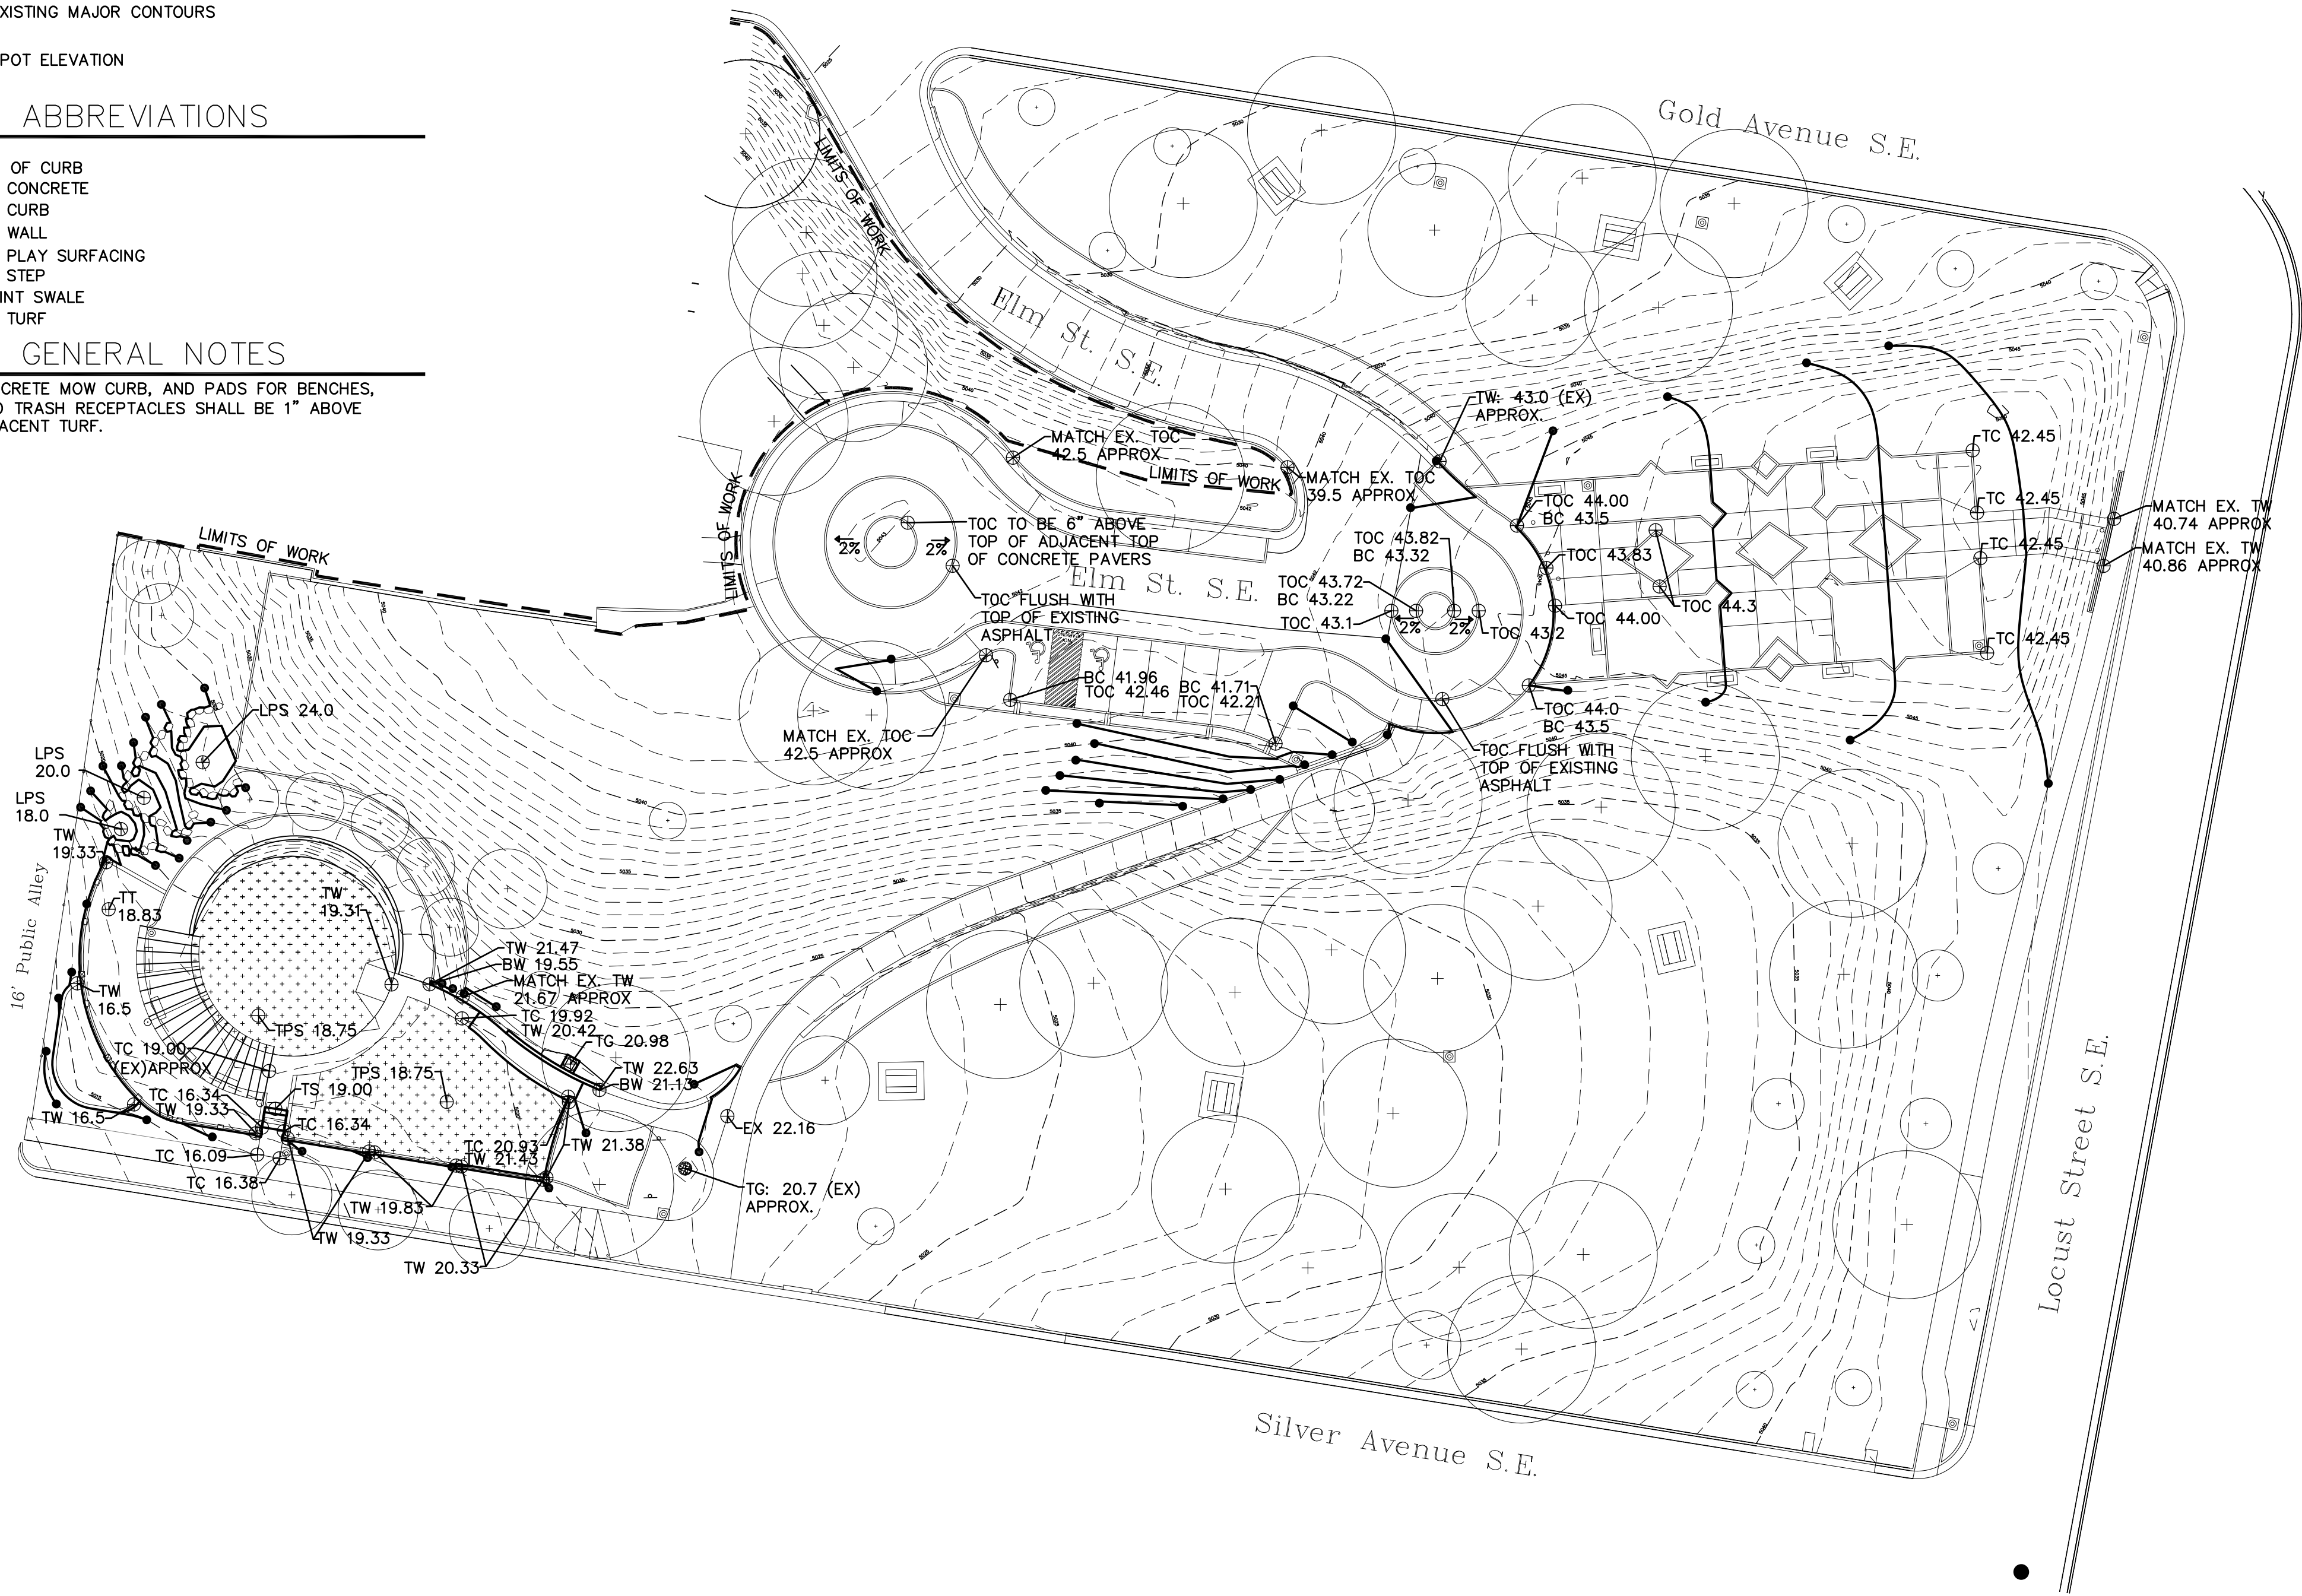 XISTING MAJOR CONTOURS
POT ELEVATION
ABBREVIATIONS
OF CURB
CONCRETE
CURB
WALL
PLAY SURFACING
STEP
INT SWALE
TURF
GENERAL NOTES
CRETE MOW CURB, AND PADS FOR BENCHES,
D TRASH RECEPTACLES SHALL BE 1" ABOVE
ACENT TURF.
Gold Avenue S.E.
LIMITS OF WORK
Elm St. S.E.
TW: 43.0 (EX)
APPROX.
MATCH EX. TOC
42.5 APPROX
LIMITS OF WORK
MATCH EX. TOC
39.5 APPROX
TC 42.45
TC 42.45
TC 42.45
TC 42.45
MATCH EX. TW
40.74 APPROX
MATCH EX. TW
40.86 APPROX
TOC 44.00
BC 43.5
TOC 43.83
TOC 44.3
TOC 44.00
LIMITS OF WORK
LIMITS OF WORK
TOC TO BE 6" ABOVE
TOP OF ADJACENT TOP
OF CONCRETE PAVERS
2%
2%
Elm St. S.E.
TOC 43.82
BC 43.32
TOC 43.72
BC 43.22
TOC 43.1
2%
2%
TOC 43.2
TOC FLUSH WITH
TOP OF EXISTING
ASPHALT
BC 41.96
TOC 42.46
BC 41.71
TOC 42.21
MATCH EX. TOC
42.5 APPROX
TOC 44.0
BC 43.5
TOC FLUSH WITH
TOP OF EXISTING
ASPHALT
LPS 24.0
LPS
20.0
LPS
18.0
TW
19.33
TT
18.83
16' Public Alley
TW
19.31
TW
16.5
TPS 18.75
TW 21.47
BW 19.55
MATCH EX. TW
21.67 APPROX
TC 19.92
TW 20.42
TG 20.98
TW 22.63
BW 21.13
TC 19.00
(EX)APPROX
TPS 18.75
TS 19.00
TC 16.34
TW 19.33
TC 16.34
TW 16.5
TC 16.09
TC 16.38
TC 20.93
TW 21.43
TW 21.38
EX 22.16
TG: 20.7 (EX)
APPROX.
TW 19.83
TW 19.33
TW 20.33
Locust Street S.E.
Silver Avenue S.E.